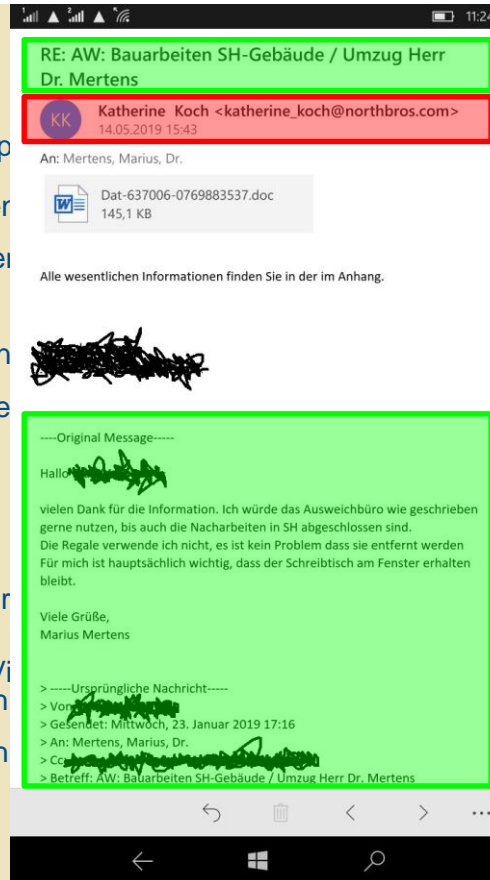 11:24
RE: AW: Bauarbeiten SH-Gebäude / Umzug Herr
Dr. Mertens
KK
Katherine Koch <katherine_koch@northbros.com>
14.05.2019 15:43
An: Mertens, Marius, Dr.
Dat-637006-0769883537.doc
145,1 KB
Alle wesentlichen Informationen finden Sie in der im Anhang.
----Original Message-----
Hallo
vielen Dank für die Information. Ich würde das Ausweichbüro wie geschrieben
gerne nutzen, bis auch die Nacharbeiten in SH abgeschlossen sind.
Die Regale verwende ich nicht, es ist kein Problem dass sie entfernt werden
Für mich ist hauptsächlich wichtig, dass der Schreibtisch am Fenster erhalten
bleibt.
Viele Grüße,
Marius Mertens
> -----Ursprüngliche Nachricht-----
> Von
> Gesendet: Mittwoch, 23. Januar 2019 17:16
> An: Mertens, Marius, Dr.
> Cc:
> Betreff: AW: Bauarbeiten SH-Gebäude / Umzug Herr Dr. Mertens